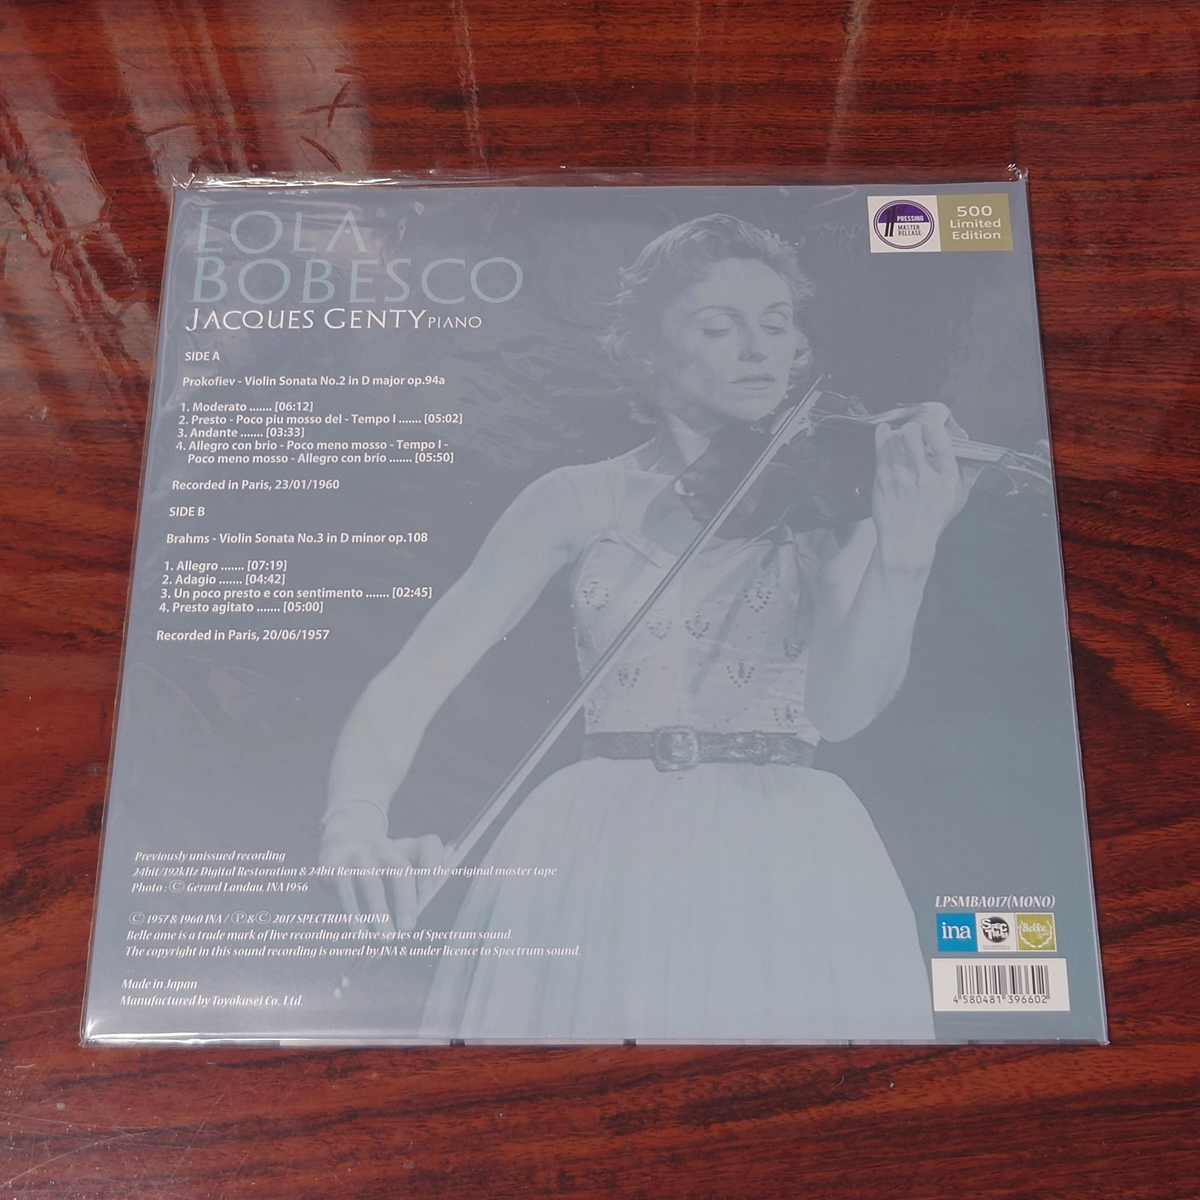 LOLA
BOBESCO
JACQUES GENTY PIANO
PRESSING
MASTER
RELEASE
500
Limited
Edition
SIDE A
Prokofiev - Violin Sonata No.2 in D major op.94a
1. Moderato ....... [06:12]
2. Presto - Poco piu mosso del - Tempo I ....... [05:02]
3. Andante ....... [03:33]
4. Allegro con brio - Poco meno mosso - Tempo I -
Poco meno mosso - Allegro con brio ....... [05:50]
Recorded in Paris, 23/01/1960
SIDE B
Brahms - Violin Sonata No.3 in D minor op.108
1. Allegro ....... [07:19]
2. Adagio ....... [04:42]
3. Un poco presto e con sentimento ....... [02:45]
4. Presto agitato ....... [05:00]
Recorded in Paris, 20/06/1957
Previously unissued recording
24bit/192kHz Digital Restoration & 24bit Remastering from the original master tape
Photo : © Gérard Landau, INA 1956
© 1957 & 1960 INA / ℗ & © 2017 SPECTRUM SOUND
Belle âme is a trade mark of live recording archive series of Spectrum sound.
The copyright in this sound recording is owned by INA & under licence to Spectrum sound.
Made in Japan
Manufactured by Toyokasei Co., Ltd.
LPSMBA017(MONO)
ina
Belle
4 580481 396602